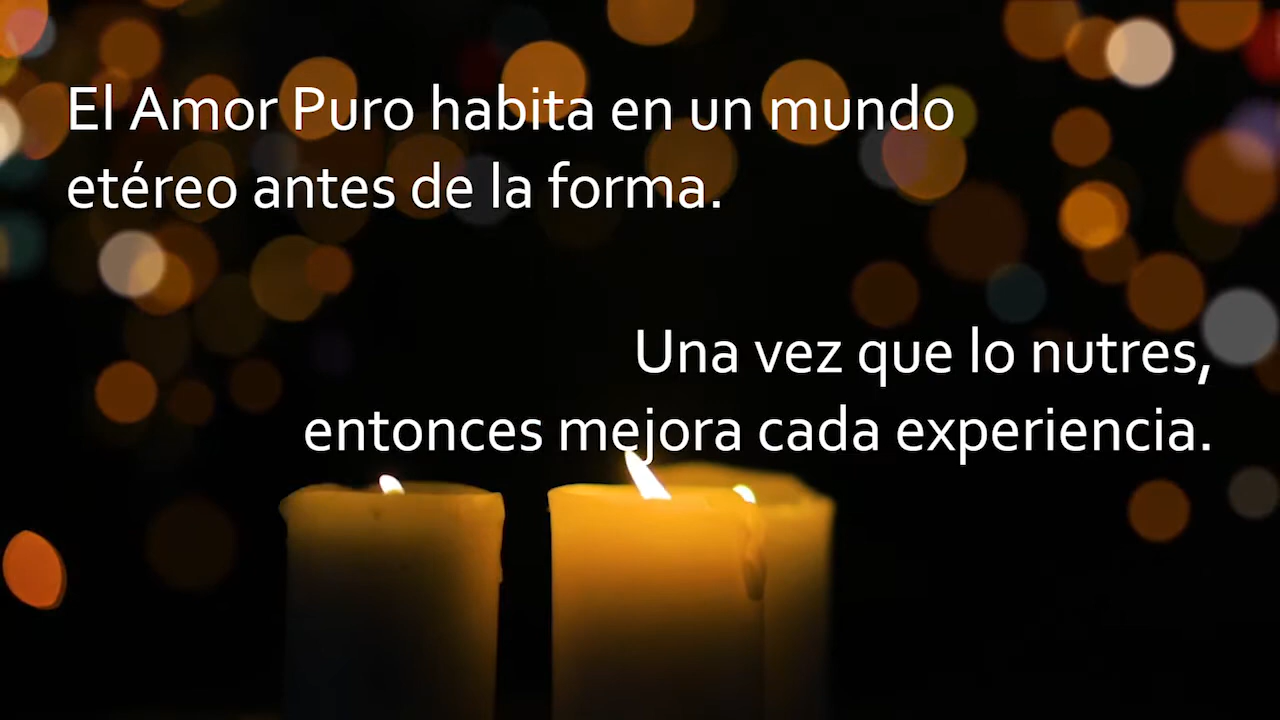 El Amor Puro habita en un mundo
etéreo antes de la forma.
Una vez que lo nutres,
entonces mejora cada experiencia.